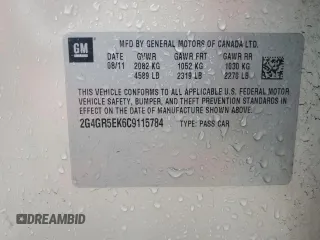 GM
MFD BY GENERAL MOTORS OF CANADA LTD.
DATE GVWR GAWR FRT GAWR RR
08/11 2082 KG 1052 KG 1030 KG
4589 LB 2319 LB 2270 LB
THIS VEHICLE CONFORMS TO ALL APPLICABLE U.S. FEDERAL MOTOR
VEHICLE SAFETY, BUMPER, AND THEFT PREVENTION STANDARDS
IN EFFECT ON THE DATE OF MANUFACTURE SHOWN ABOVE.
2G4GR5EK6C9115784 TYPE: PASS CAR
DREAMBID